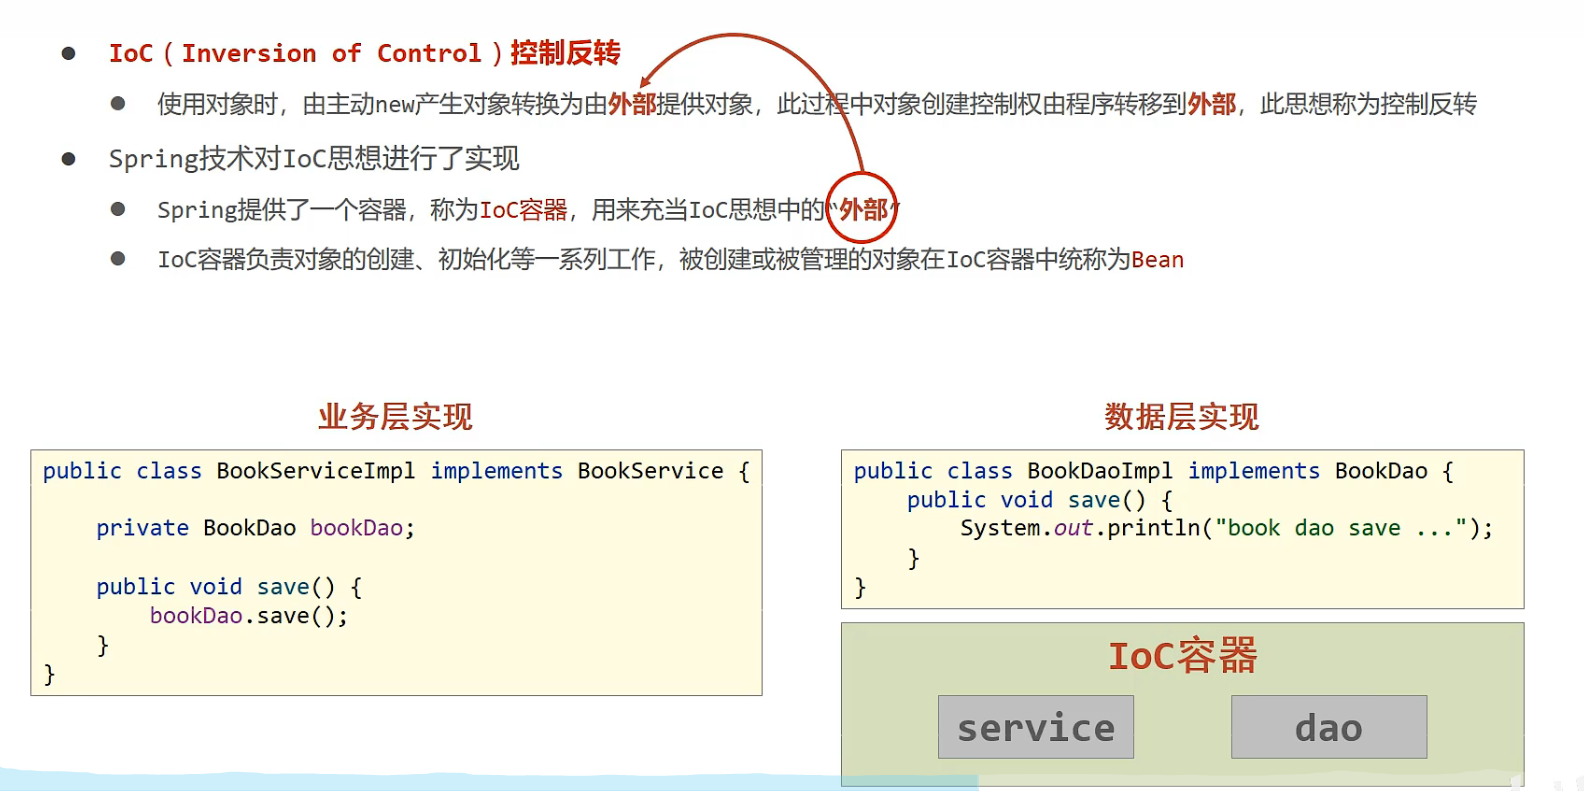 IoC（Inversion of Control）控制反转
使用对象时，由主动new产生对象转换为由外部提供对象，此过程中对象创建控制权由程序转移到外部，此思想称为控制反转
Spring技术对IoC思想进行了实现
Spring提供了一个容器，称为IoC容器，用来充当IoC思想中的“外部”
IoC容器负责对象的创建、初始化等一系列工作，被创建或被管理的对象在IoC容器中统称为Bean
业务层实现
public class BookServiceImpl implements BookService {
private BookDao bookDao;
public void save() {
bookDao.save();
}
}
数据层实现
public class BookDaoImpl implements BookDao {
public void save() {
System.out.println("book dao save ...");
}
}
IoC容器
service
dao